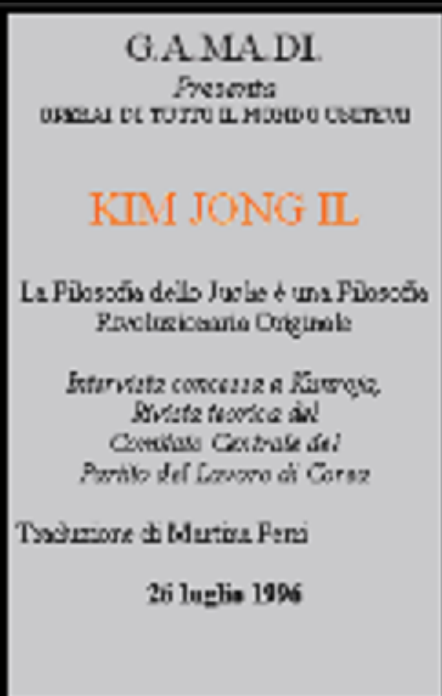 G.A.MA.DI.
Presenta
OPERAI DI TUTTO IL MONDO UNITEVI!
KIM JONG IL
La Filosofia dello Juche è una Filosofia
Rivoluzionaria Originale
Intervista concessa a Kunroja,
Rivista teorica del
Comitato Centrale del
Partito del Lavoro di Corea
Traduzione di Martina
26 luglio 1996